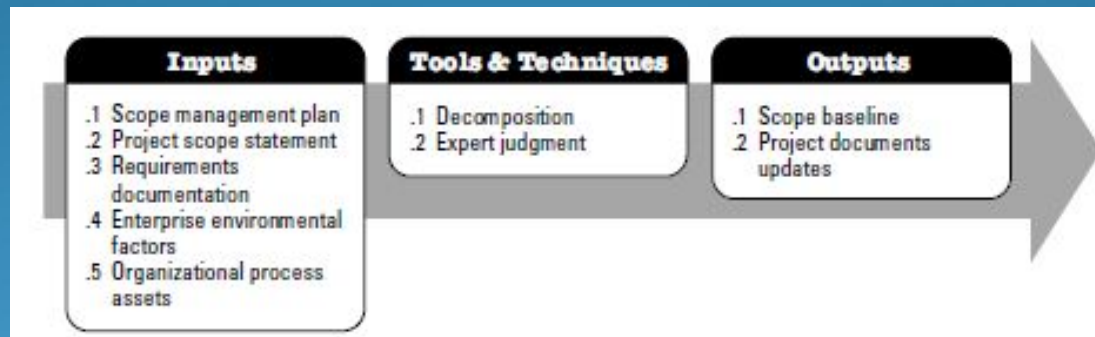 Inputs
.1 Scope management plan
.2 Project scope statement
.3 Requirements
documentation
.4 Enterprise environmental
factors
.5 Organizational process
assets
Tools & Techniques
.1 Decomposition
.2 Expert judgment
Outputs
.1 Scope baseline
.2 Project documents
updates